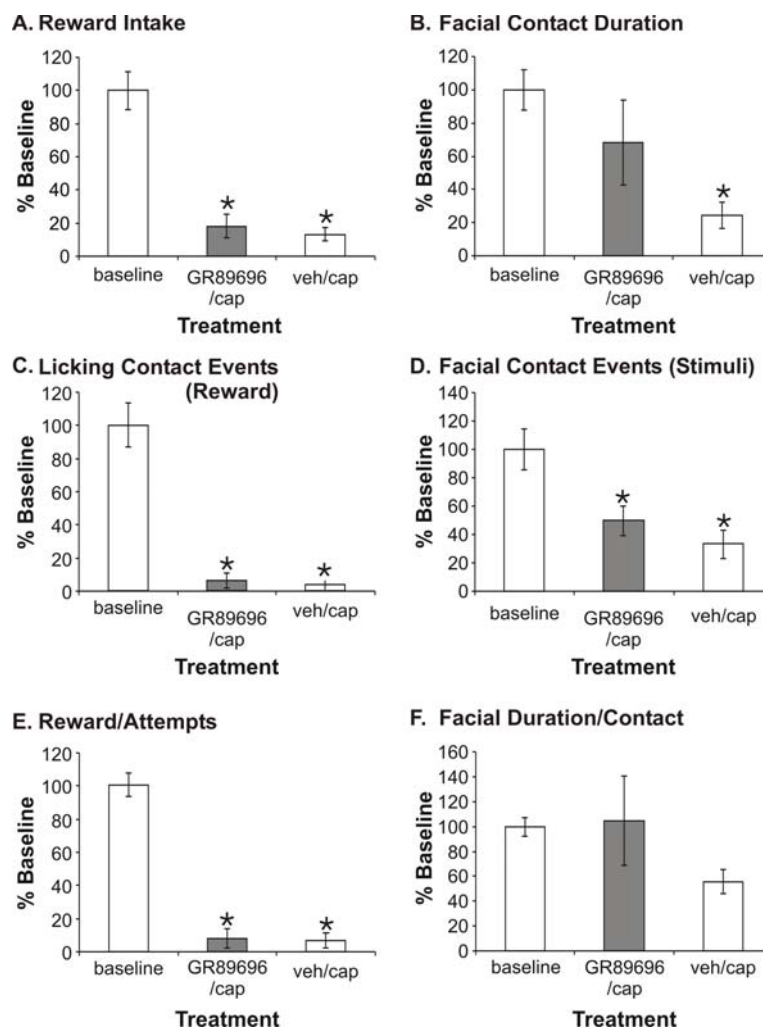 A. Reward Intake
120
100
80
60
40
20
0
% Baseline
*
*
baseline
GR89696
/cap
veh/cap
Treatment
B. Facial Contact Duration
120
100
80
60
40
20
0
% Baseline
*
baseline
GR89696
/cap
veh/cap
Treatment
C. Licking Contact Events
(Reward)
120
100
80
60
40
20
0
% Baseline
*
*
baseline
GR89696
/cap
veh/cap
Treatment
D. Facial Contact Events (Stimuli)
140
120
100
80
60
40
20
0
% Baseline
*
*
baseline
GR89696
/cap
veh/cap
Treatment
E. Reward/Attempts
120
100
80
60
40
20
0
% Baseline
*
*
baseline
GR89696
/cap
veh/cap
Treatment
F. Facial Duration/Contact
160
140
120
100
80
60
40
20
0
% Baseline
baseline
GR89696
/cap
veh/cap
Treatment